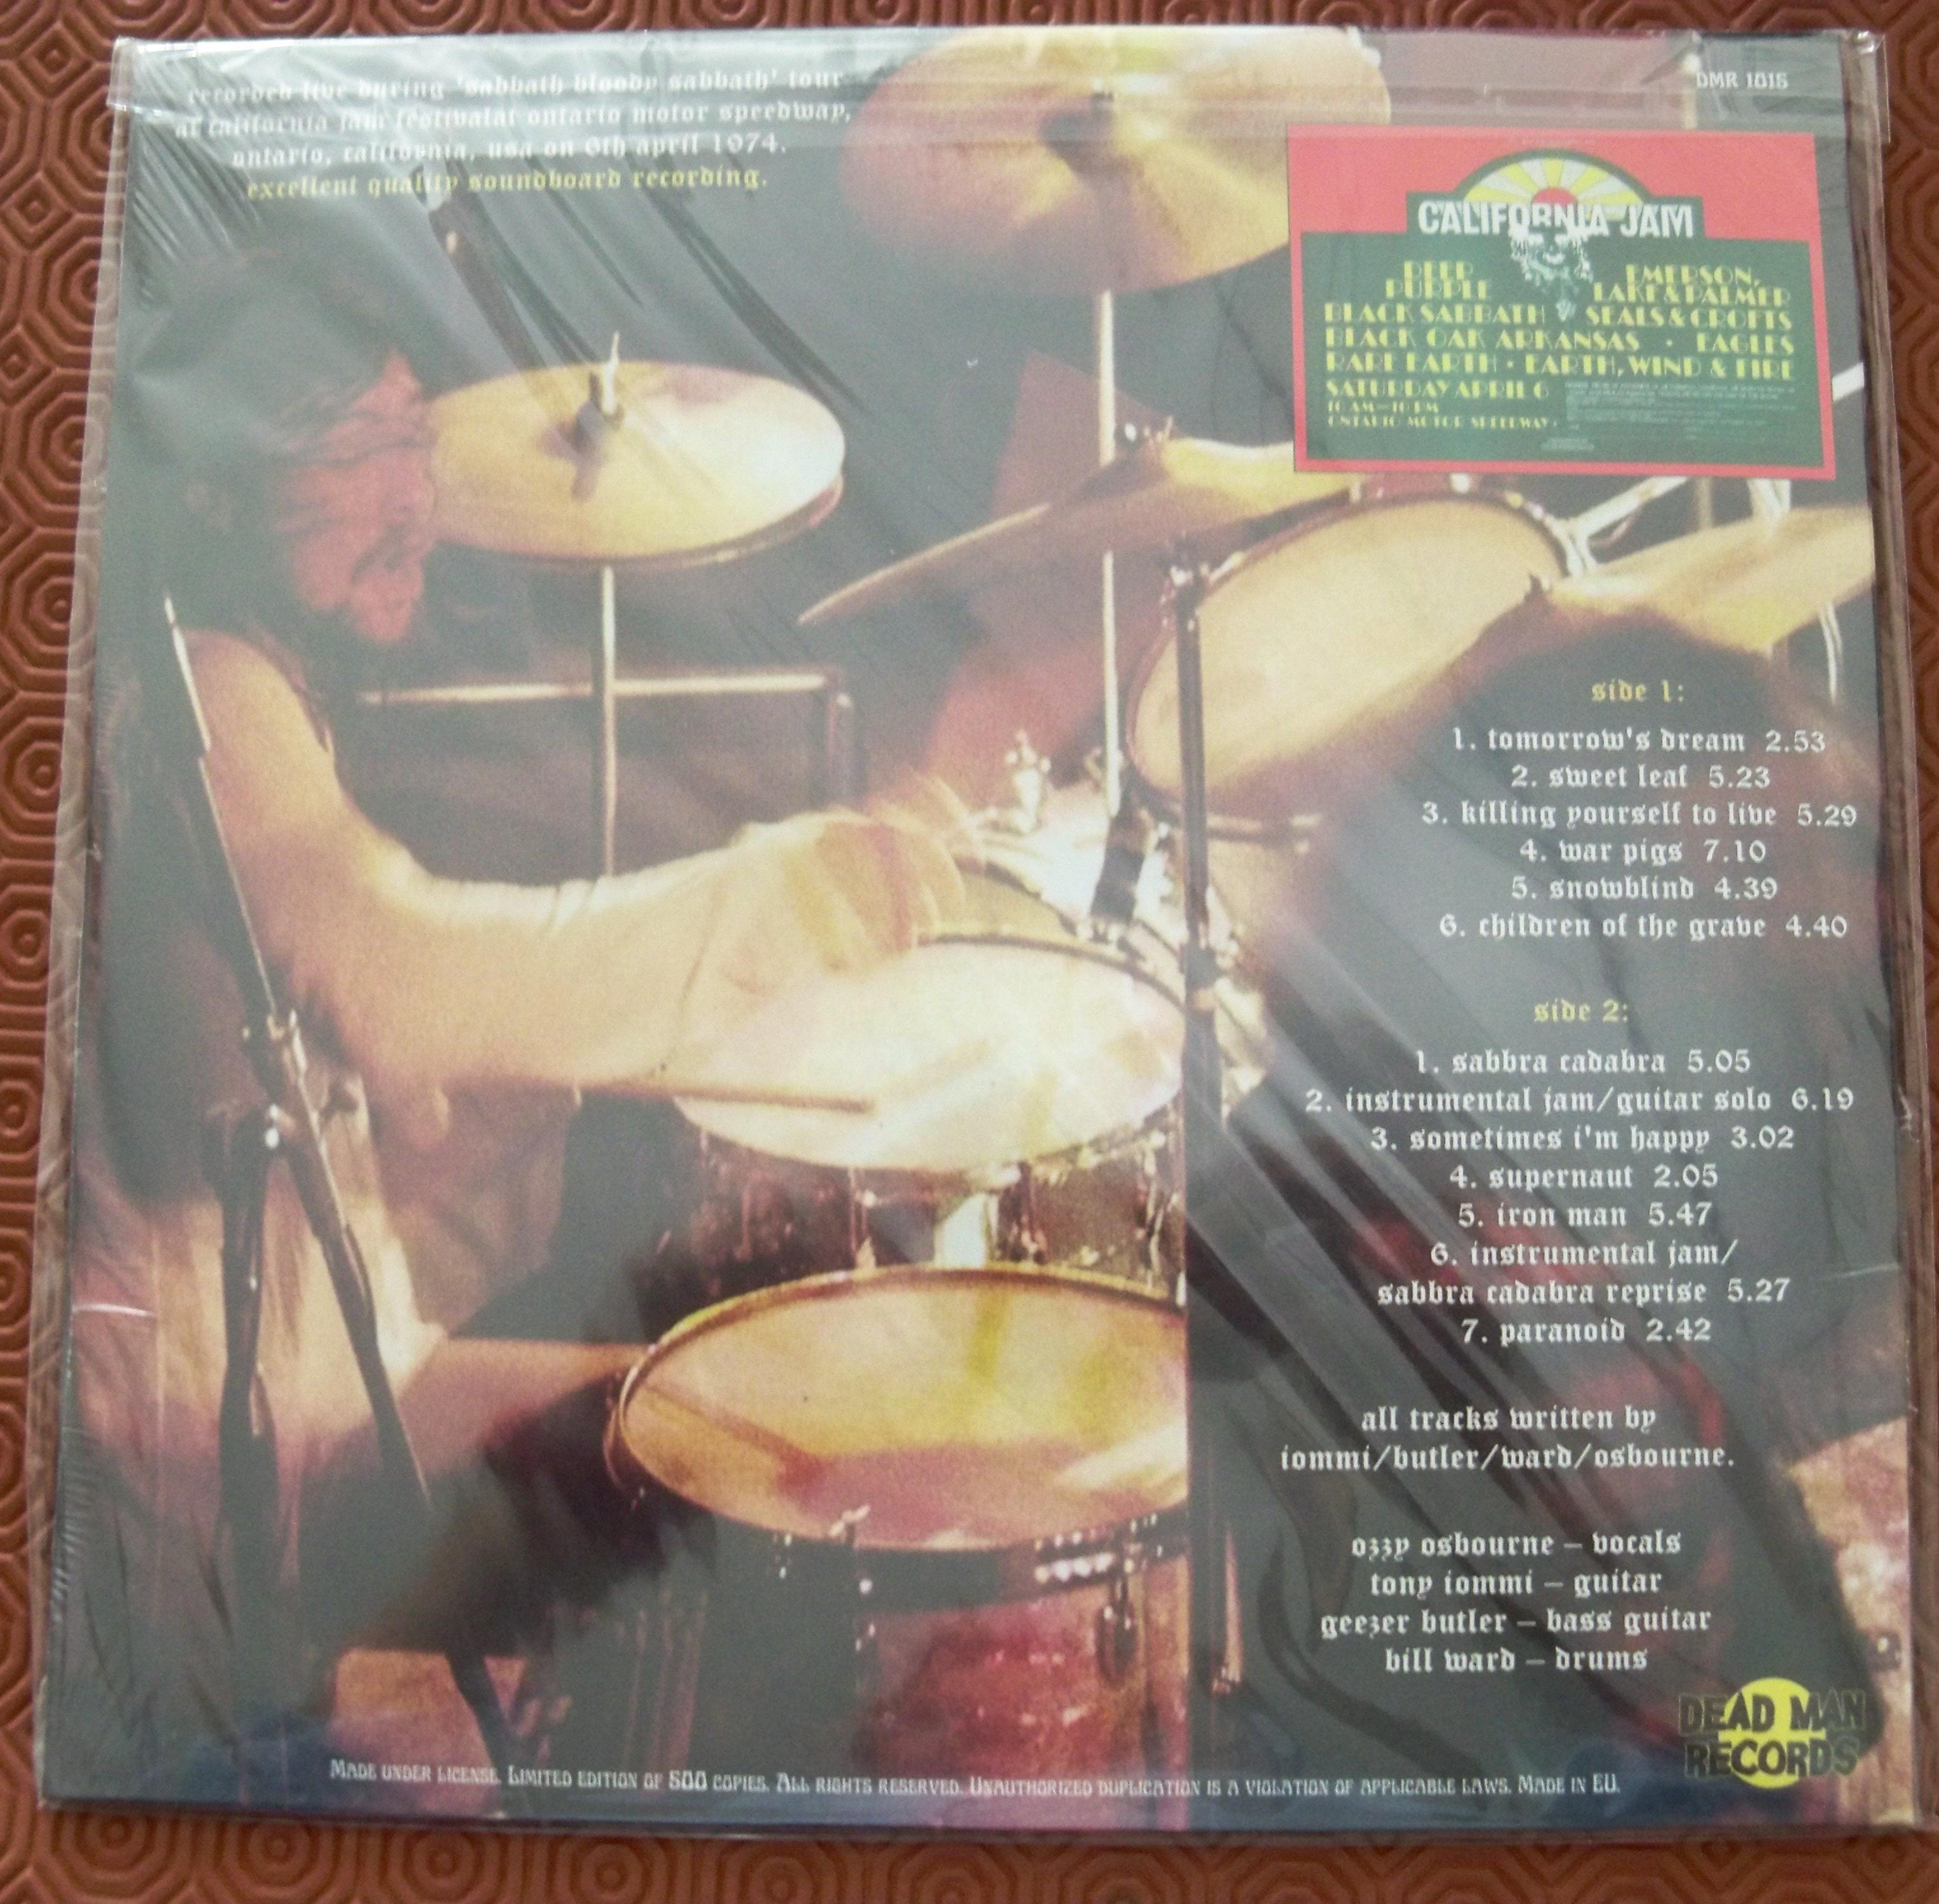 recorded live during 'sabbath bloody sabbath' tour
at california jam festivalat ontario motor speedway,
ontario, california, usa on 6th april 1974.
excellent quality soundboard recording.
DMR 1015
CALIFORNIA JAM
DEEP
PURPLE
EMERSON,
LAKE & PALMER
BLACK SABBATH
SEALS & CROFTS
BLACK OAK ARKANSAS • EAGLES
RARE EARTH • EARTH, WIND & FIRE
SATURDAY APRIL 6
10 AM—10 PM
ONTARIO MOTOR SPEEDWAY •
side 1:
1. tomorrow's dream 2.53
2. sweet leaf 5.23
3. killing yourself to live 5.29
4. war pigs 7.10
5. snowblind 4.39
6. children of the grave 4.40
side 2:
1. sabbra cadabra 5.05
2. instrumental jam/guitar solo 6.19
3. sometimes i'm happy 3.02
4. supernaut 2.05
5. iron man 5.47
6. instrumental jam/
sabbra cadabra reprise 5.27
7. paranoid 2.42
all tracks written by
iommi/butler/ward/osbourne.
ozzy osbourne – vocals
tony iommi – guitar
geezer butler – bass guitar
bill ward – drums
DEAD MAN
RECORDS
Made under license. Limited edition of 500 copies. All rights reserved. Unauthorized duplication is a violation of applicable laws. Made in EU.